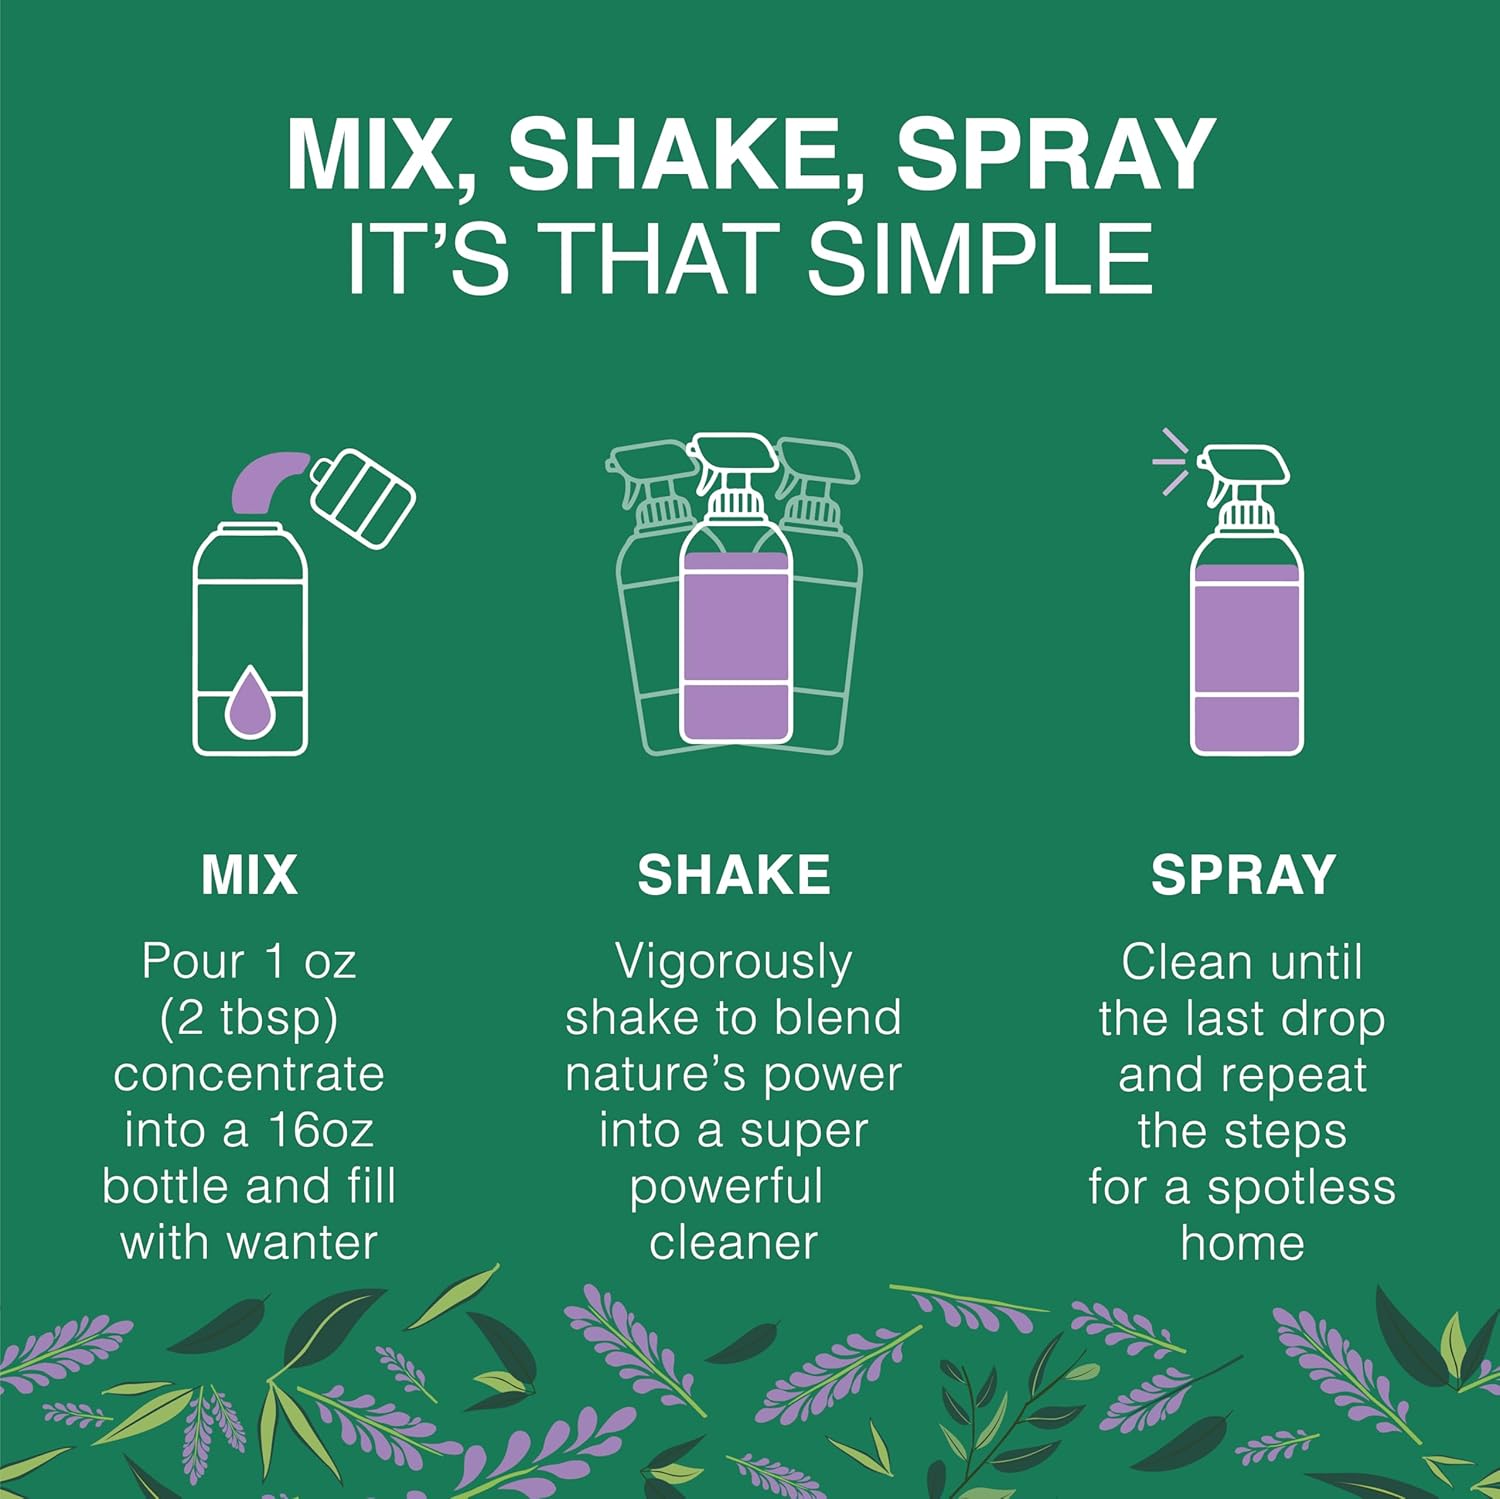 MIX, SHAKE, SPRAY
IT’S THAT SIMPLE
MIX
Pour 1 oz
(2 tbsp)
concentrate
into a 16oz
bottle and fill
with wanter
SHAKE
Vigorously
shake to blend
nature’s power
into a super
powerful
cleaner
SPRAY
Clean until
the last drop
and repeat
the steps
for a spotless
home